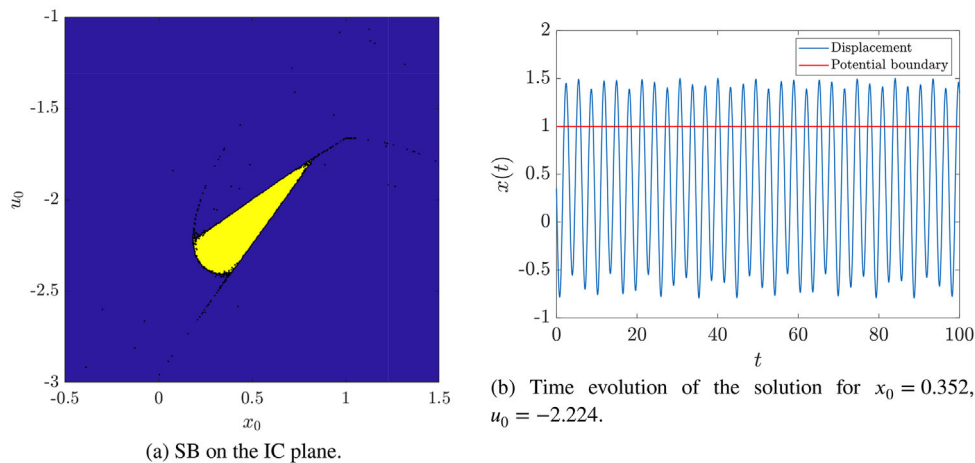 -1
-1.5
-2
-2.5
-3
u₀
-0.5 0 0.5 1 1.5
x₀
(a) SB on the IC plane.
2
1.5
1
0.5
0
-0.5
-1
x(t)
Displacement
Potential boundary
0 20 40 60 80 100
t
(b) Time evolution of the solution for x₀ = 0.352,
u₀ = −2.224.